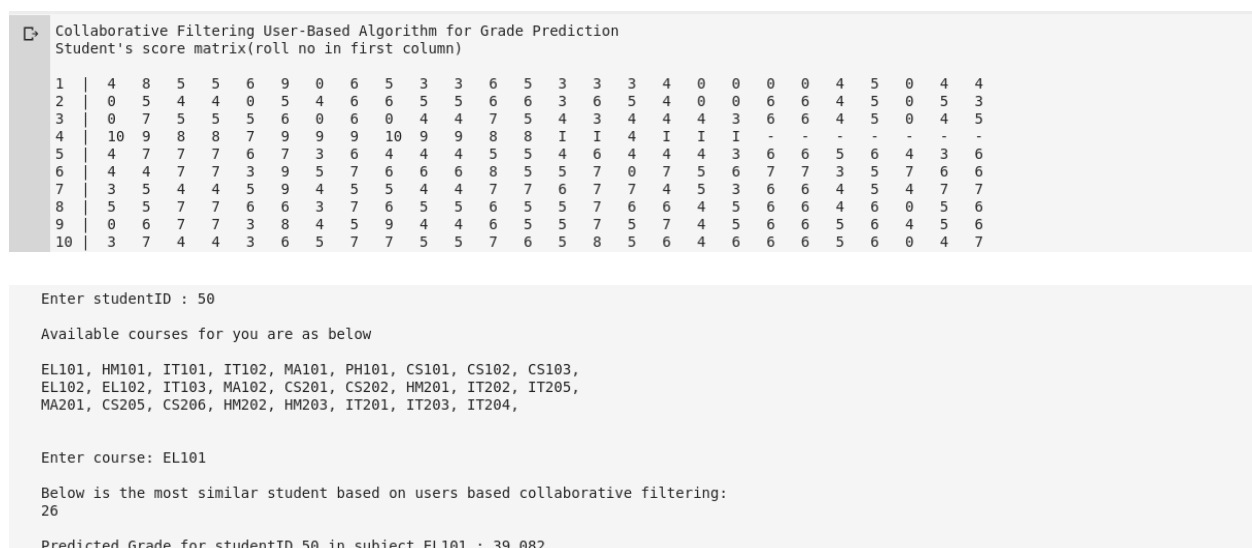 Collaborative Filtering User-Based Algorithm for Grade Prediction
Student's score matrix(roll no in first column)
1 | 4 8 5 5 6 9 0 6 5 3 3 6 5 3 3 3 4 0 0 0 0 4 5 0 4 4
2 | 0 5 4 4 0 5 4 6 6 5 5 6 6 3 6 5 4 0 0 6 6 4 5 0 5 3
3 | 0 7 5 5 5 6 0 6 0 4 4 7 5 4 3 4 4 4 3 6 6 4 5 0 4 5
4 | 10 9 8 8 7 9 9 9 10 9 9 8 8 I I 4 I I I - - - - - - -
5 | 4 7 7 7 6 7 3 6 4 4 4 5 5 4 6 4 4 4 3 6 6 5 6 4 3 6
6 | 4 4 7 7 3 9 5 7 6 6 6 8 5 5 7 0 7 5 6 7 7 3 5 7 6 6
7 | 3 5 4 4 5 9 4 5 5 4 4 7 7 6 7 7 4 5 3 6 6 4 5 4 7 7
8 | 5 5 7 7 6 6 3 7 6 5 5 6 5 5 7 6 6 4 5 6 6 4 6 0 5 6
9 | 0 6 7 7 3 8 4 5 9 4 4 6 5 5 7 5 7 4 5 6 6 5 6 4 5 6
10 | 3 7 4 4 3 6 5 7 7 5 5 7 6 5 8 5 6 4 6 6 6 5 6 0 4 7
Enter studentID : 50
Available courses for you are as below
EL101, HM101, IT101, IT102, MA101, PH101, CS101, CS102, CS103,
EL102, EL102, IT103, MA102, CS201, CS202, HM201, IT202, IT205,
MA201, CS205, CS206, HM202, HM203, IT201, IT203, IT204,
Enter course: EL101
Below is the most similar student based on users based collaborative filtering:
26
Predicted Grade for studentID 50 in subject EL101 : 39.082